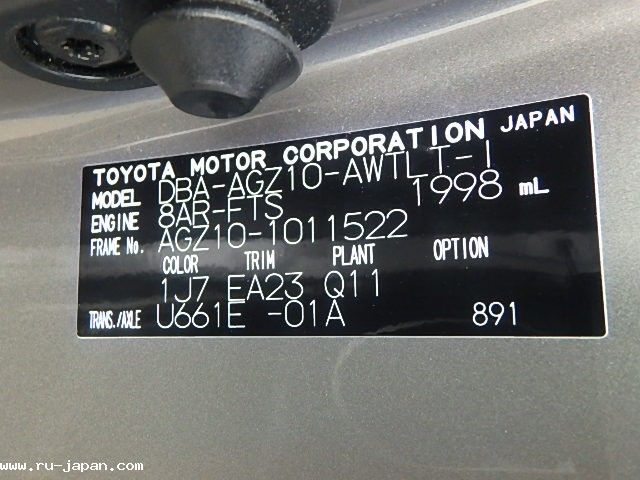 TOYOTA MOTOR CORPORATION JAPAN
MODEL DBA-AGZ10-AWTLT-I
ENGINE 8AR-FTS 1998 mL
FRAME No. AGZ10-1011522
COLOR TRIM PLANT OPTION
1J7 EA23 Q11
TRANS./AXLE U661E -01A 891
www.ru-japan.com